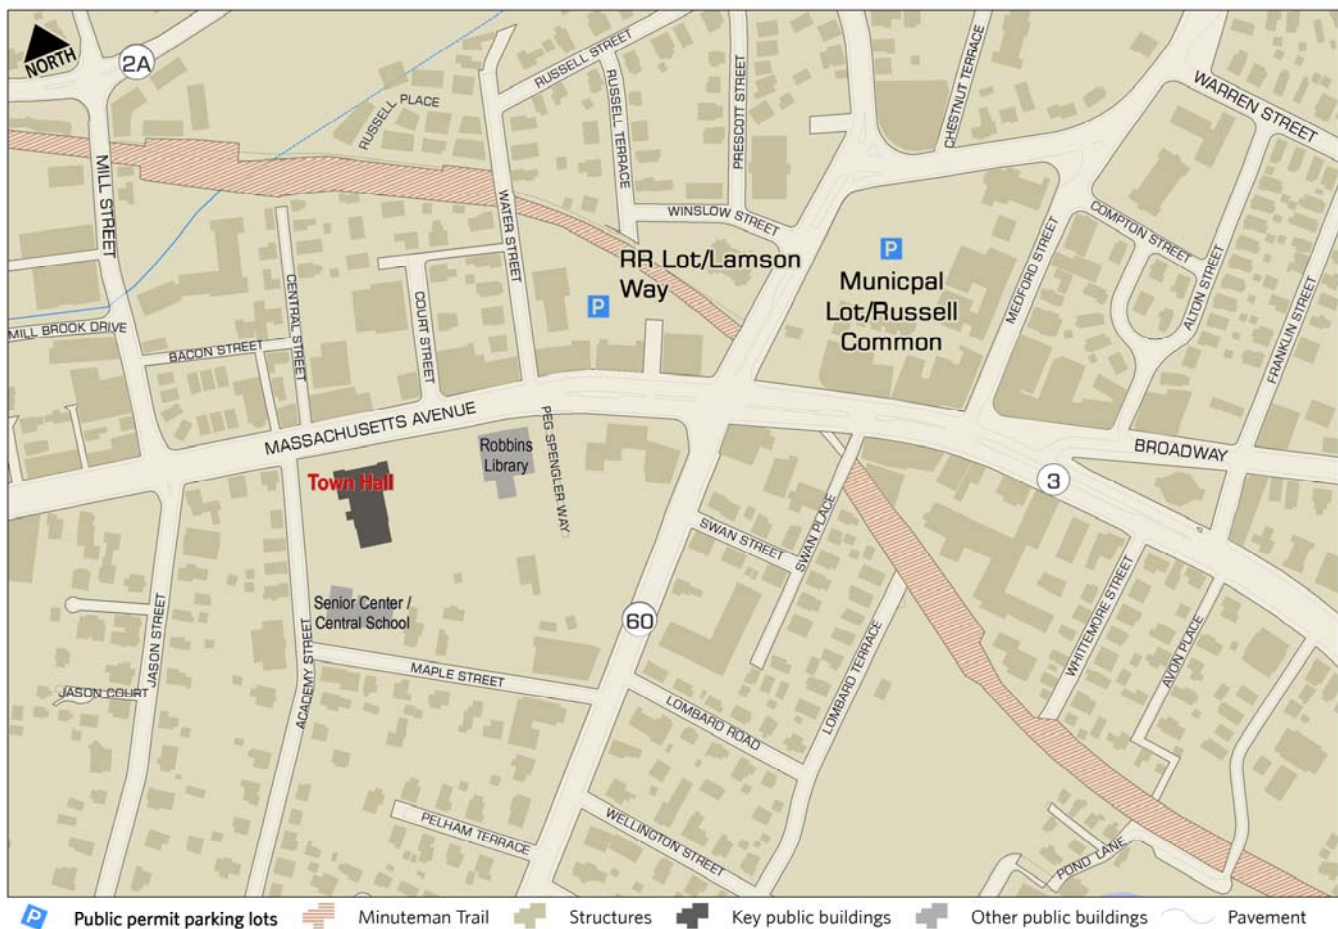 NORTH
2A
RUSSELL PLACE
RUSSELL STREET
RUSSELL TERRACE
PRESCOTT STREET
CHESTNUT TERRACE
WARREN STREET
MILL STREET
WATER STREET
WINSLOW STREET
COMPTON STREET
MEDFORD STREET
ALTON STREET
FRANKLIN STREET
CENTRAL STREET
COURT STREET
P
RR Lot/Lamson
Way
P
Municpal
Lot/Russell
Common
MILL BROOK DRIVE
BACON STREET
MASSACHUSETTS AVENUE
PEG SPENGLER WAY
BROADWAY
Robbins
Library
Town Hall
3
SWAN STREET
SWAN PLACE
Senior Center /
Central School
60
JASON STREET
ACADEMY STREET
WHITTEMORE STREET
AVON PLACE
LOMBARD TERRACE
MAPLE STREET
JASON COURT
LOMBARD ROAD
PELHAM TERRACE
WELLINGTON STREET
POND LANE
P
Public permit parking lots
Minuteman Trail
Structures
Key public buildings
Other public buildings
Pavement